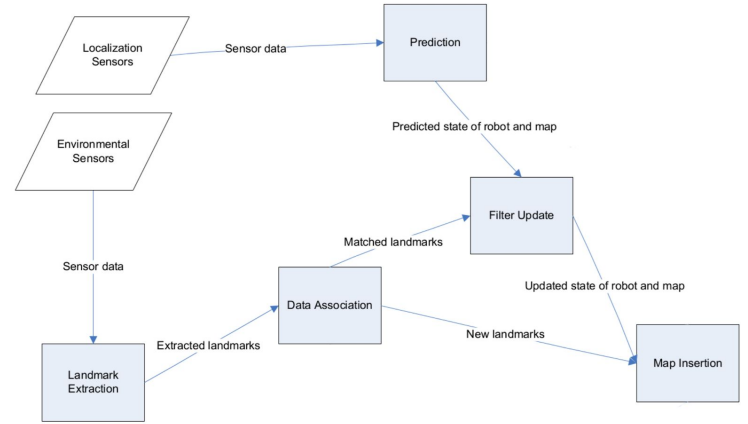 Localization
Sensors
Sensor data
Prediction
Environmental
Sensors
Predicted state of robot and map
Filter Update
Matched landmarks
Sensor data
Data Association
Updated state of robot and map
Extracted landmarks
New landmarks
Landmark
Extraction
Map Insertion